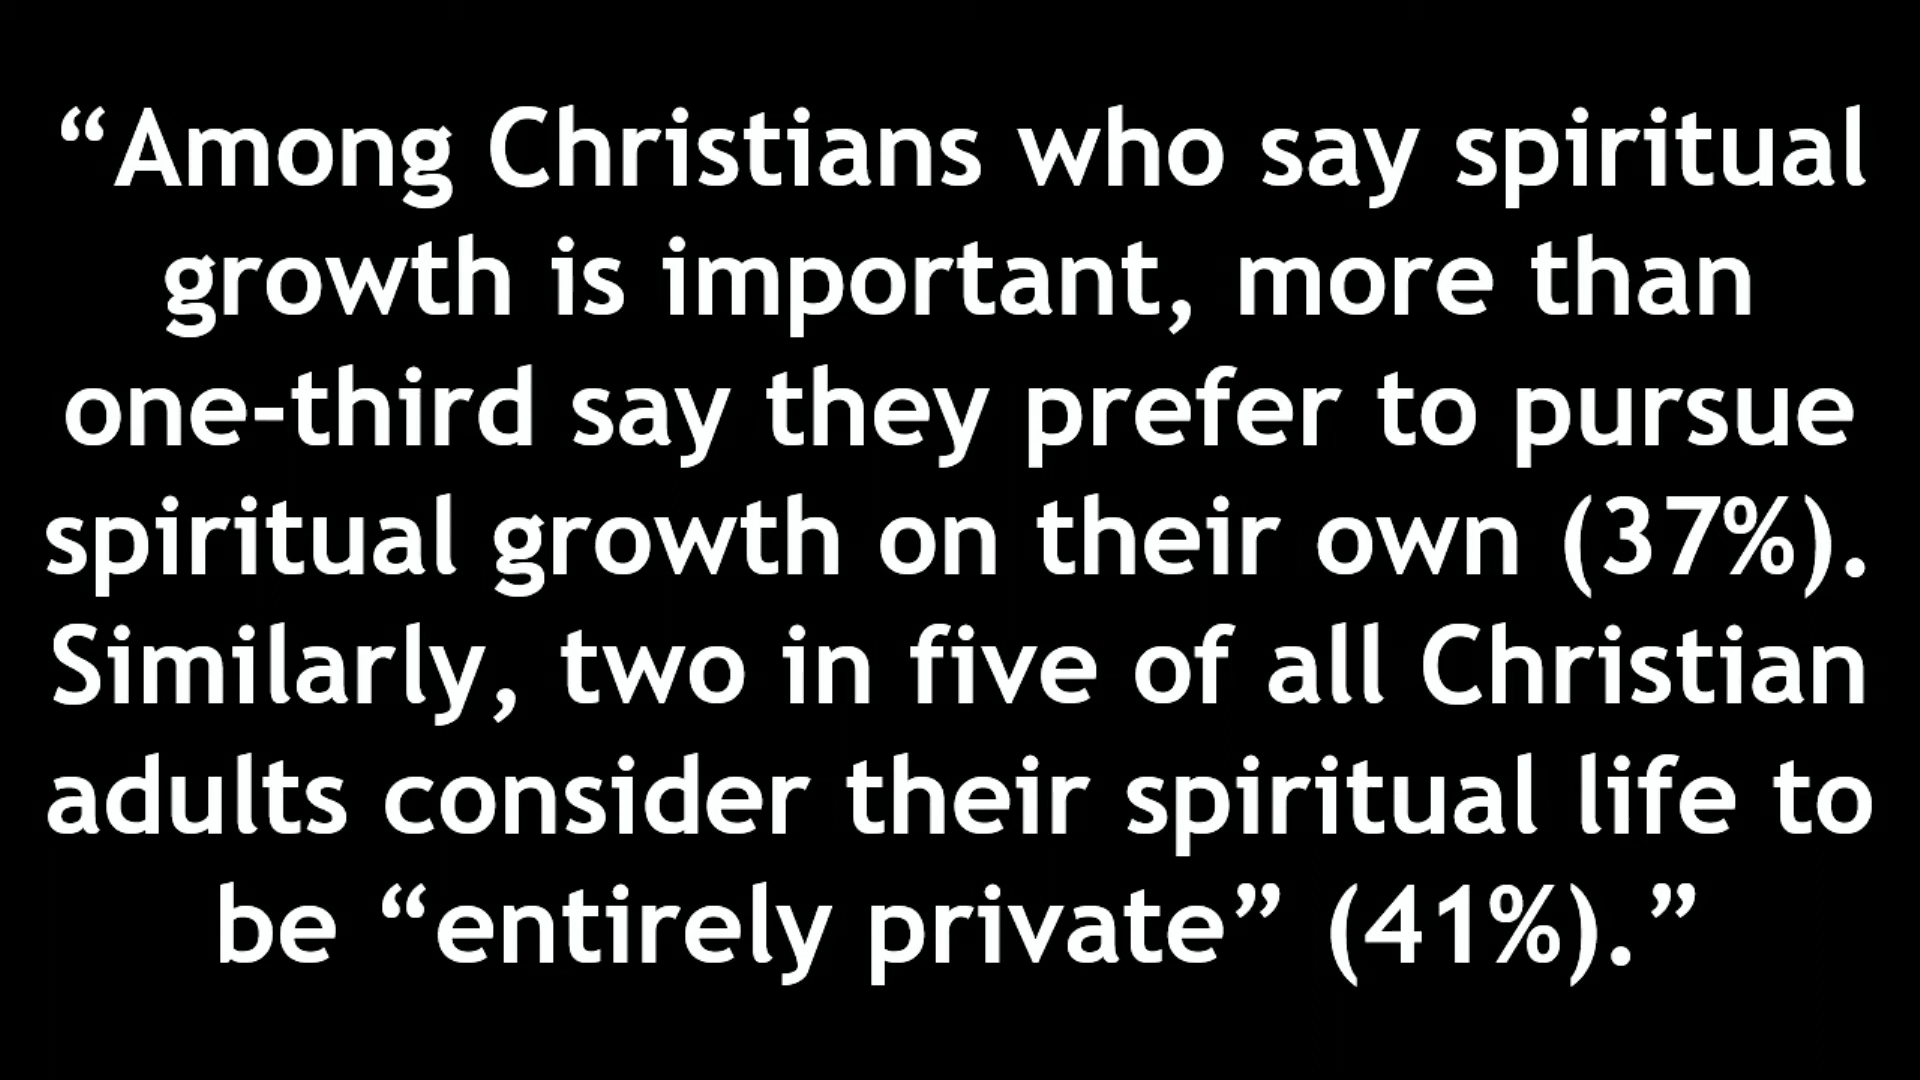 “Among Christians who say spiritual
growth is important, more than
one-third say they prefer to pursue
spiritual growth on their own (37%).
Similarly, two in five of all Christian
adults consider their spiritual life to
be “entirely private” (41%).”